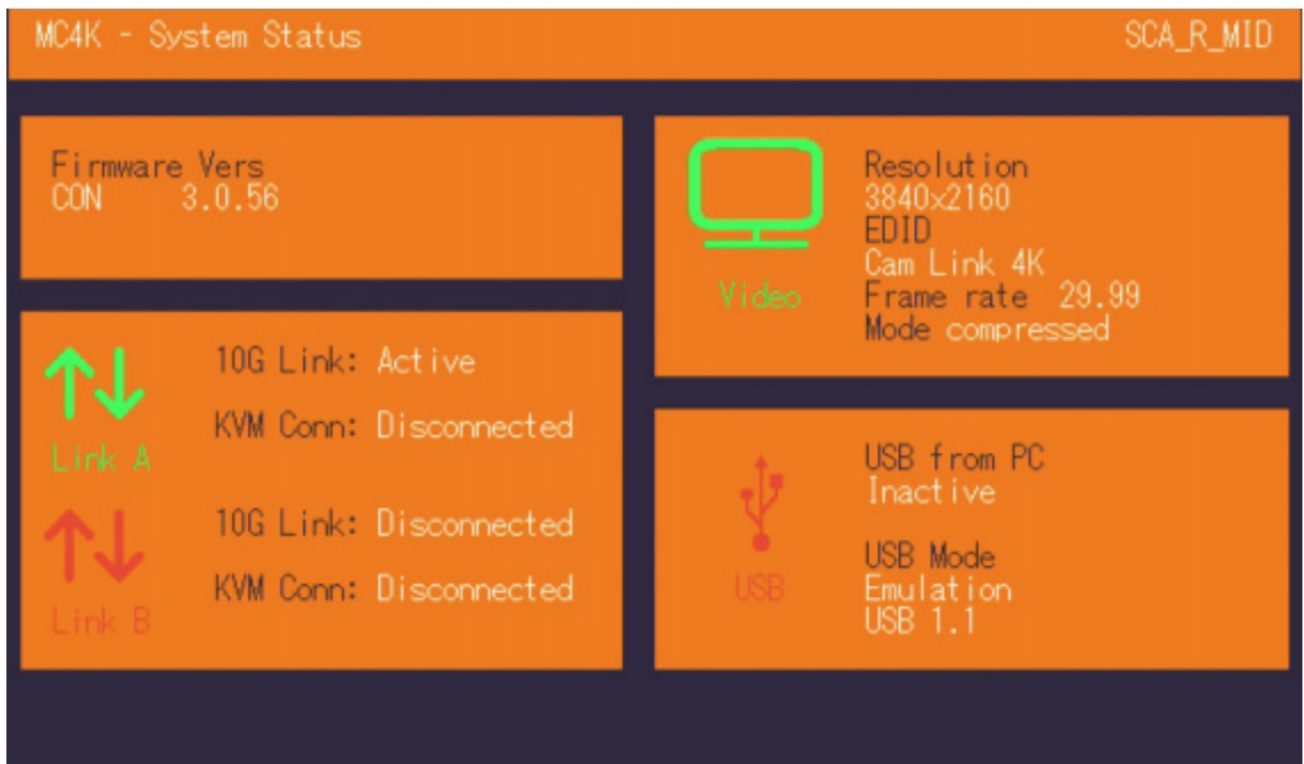 MC4K - System Status
SCA_R_MID
Firmware Vers
CON 3.0.56
10G Link: Active
KVM Conn: Disconnected
Link A
10G Link: Disconnected
KVM Conn: Disconnected
Link B
Video
Resolution
3840x2160
EDID
Cam Link 4K
Frame rate 29.99
Mode compressed
USB
USB from PC
Inactive
USB Mode
Emulation
USB 1.1